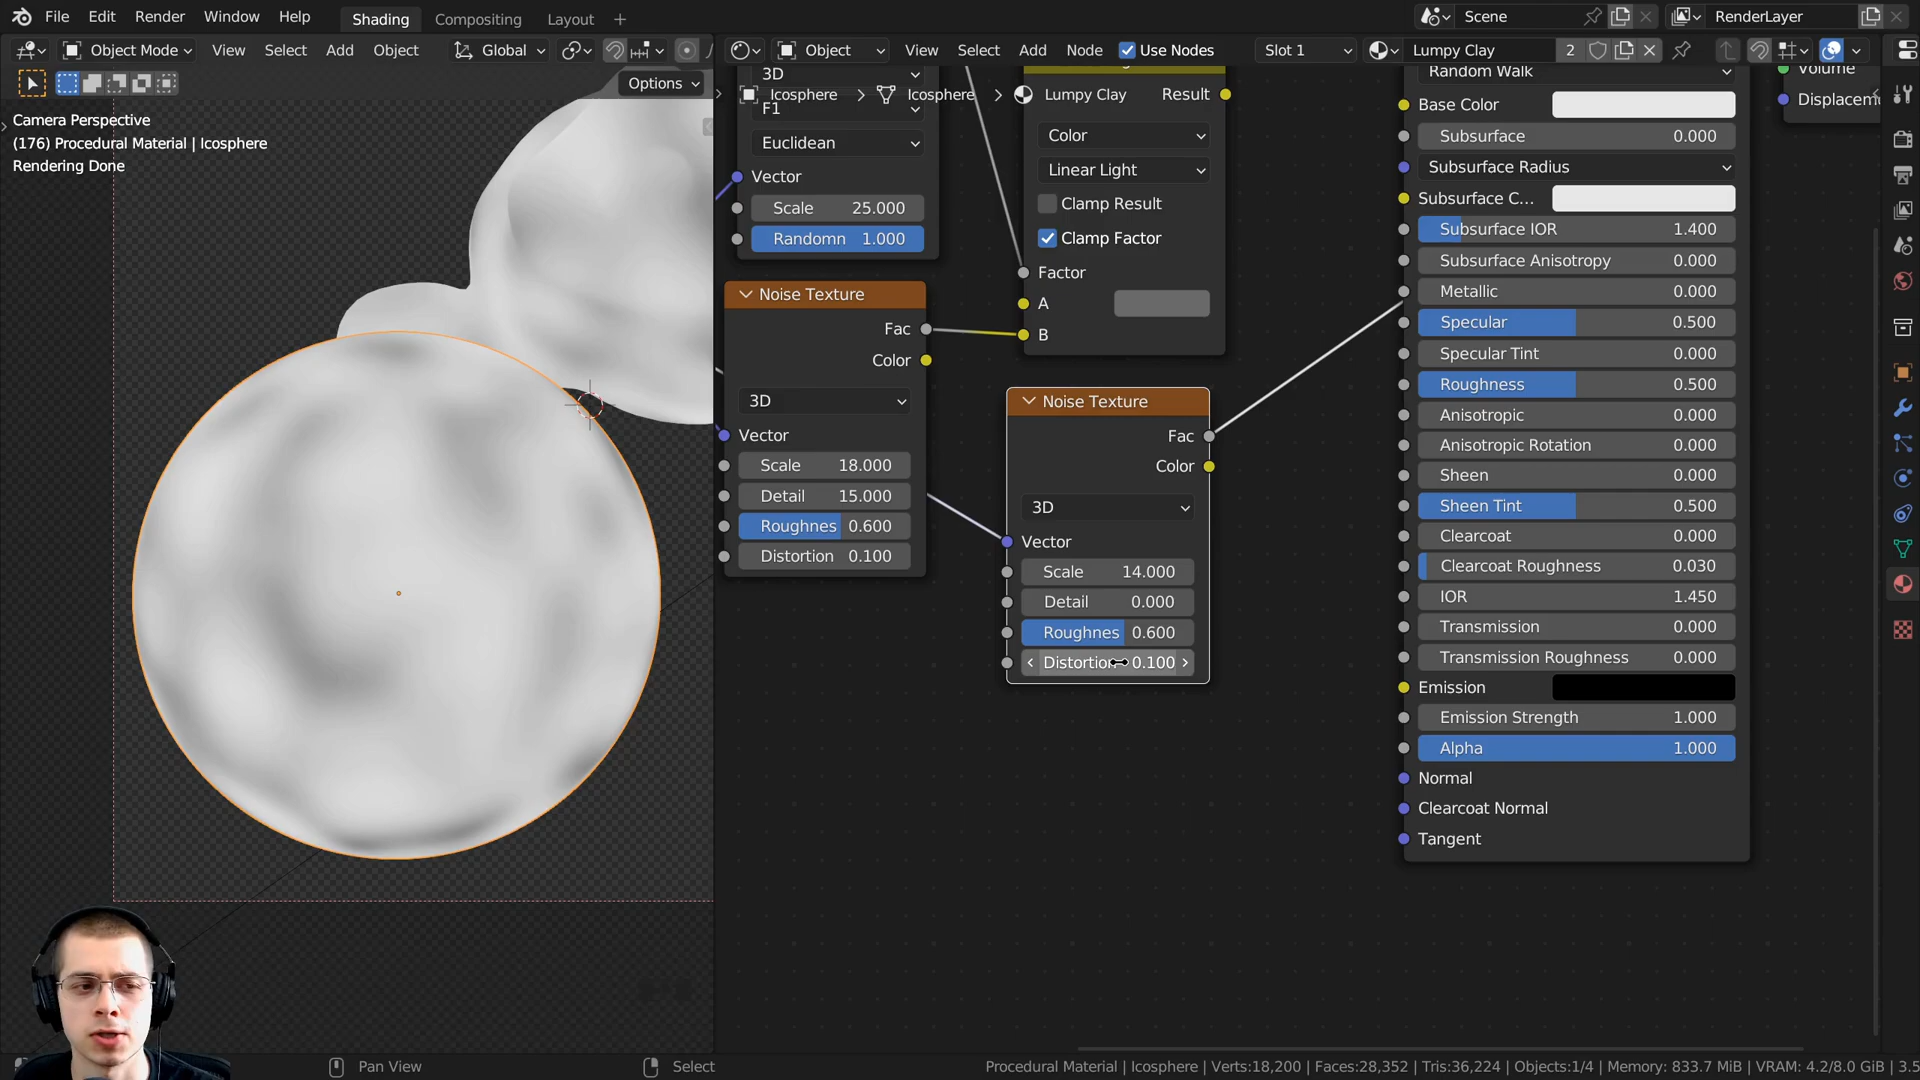 File Edit Render Window Help Shading Compositing Layout + Scene RenderLayer
Object Mode View Select Add Object Global Object View Select Add Node Use Nodes Slot 1 Lumpy Clay 2
Options
Camera Perspective
(176) Procedural Material | Icosphere
Rendering Done
3D
Icosphere > Icosphere > Lumpy Clay
F1
Euclidean
Vector
Scale 25.000
Randomn 1.000
Result
Color
Linear Light
Clamp Result
Clamp Factor
Factor
A
B
Noise Texture
Fac
Color
3D
Vector
Scale 18.000
Detail 15.000
Roughnes 0.600
Distortion 0.100
Noise Texture
Fac
Color
3D
Vector
Scale 14.000
Detail 0.000
Roughnes 0.600
Distortion 0.100
Random Walk
Base Color
Subsurface 0.000
Subsurface Radius
Subsurface C...
Subsurface IOR 1.400
Subsurface Anisotropy 0.000
Metallic 0.000
Specular 0.500
Specular Tint 0.000
Roughness 0.500
Anisotropic 0.000
Anisotropic Rotation 0.000
Sheen 0.000
Sheen Tint 0.500
Clearcoat 0.000
Clearcoat Roughness 0.030
IOR 1.450
Transmission 0.000
Transmission Roughness 0.000
Emission
Emission Strength 1.000
Alpha 1.000
Normal
Clearcoat Normal
Tangent
Volume
Displacem
Pan View Select Procedural Material | Icosphere | Verts:18,200 | Faces:28,352 | Tris:36,224 | Objects:1/4 | Memory: 833.7 MiB | VRAM: 4.2/8.0 GiB | 3.5